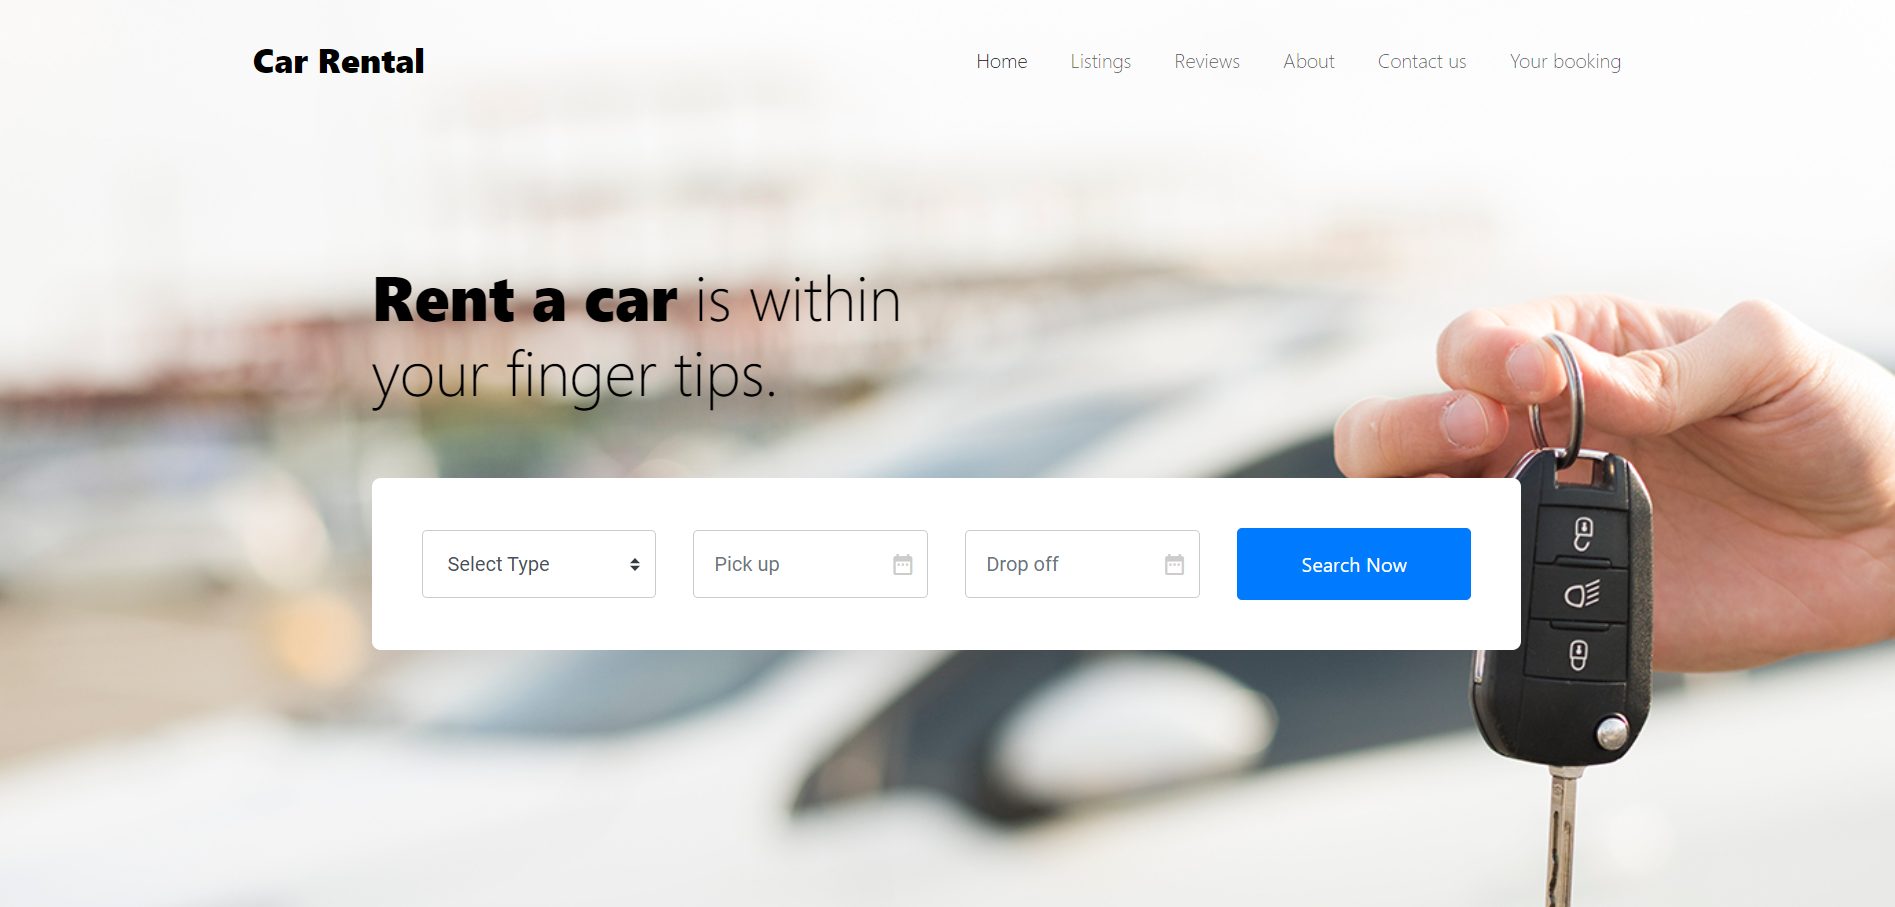 Car Rental
Home Listings Reviews About Contact us Your booking
Rent a car is within
your finger tips.
Select Type Pick up Drop off Search Now